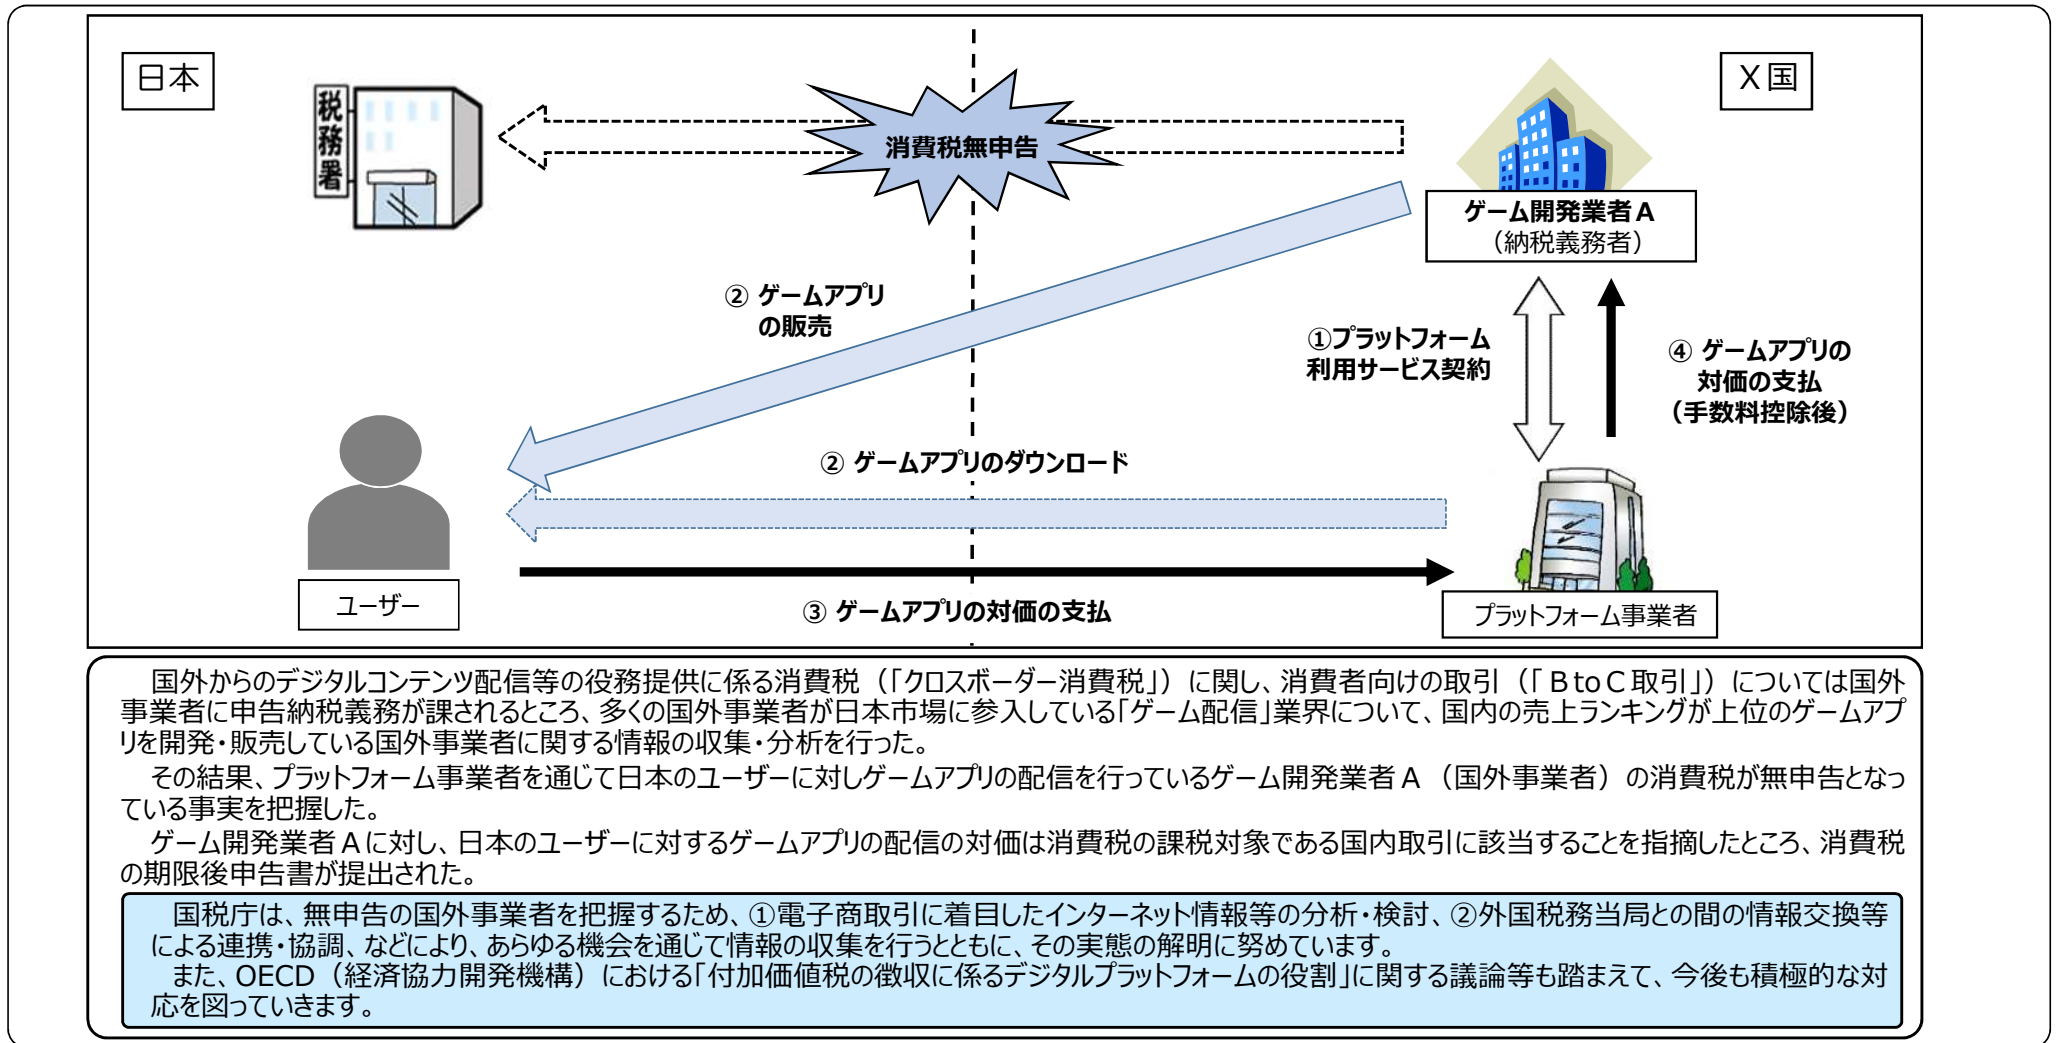 日本
X国
税務署
消費税無申告
ゲーム開発業者A
（納税義務者）
② ゲームアプリ
の販売
①プラットフォーム
利用サービス契約
④ ゲームアプリの
対価の支払
（手数料控除後）
② ゲームアプリのダウンロード
ユーザー
③ ゲームアプリの対価の支払
プラットフォーム事業者
国外からのデジタルコンテンツ配信等の役務提供に係る消費税（「クロスボーダー消費税」）に関し、消費者向けの取引（「BtoC取引」）については国外
事業者に申告納税義務が課されるところ、多くの国外事業者が日本市場に参入している「ゲーム配信」業界について、国内の売上ランキングが上位のゲームアプ
リを開発・販売している国外事業者に関する情報の収集・分析を行った。
その結果、プラットフォーム事業者を通じて日本のユーザーに対しゲームアプリの配信を行っているゲーム開発業者A（国外事業者）の消費税が無申告となっ
ている事実を把握した。
ゲーム開発業者Aに対し、日本のユーザーに対するゲームアプリの配信の対価は消費税の課税対象である国内取引に該当することを指摘したところ、消費税
の期限後申告書が提出された。
国税庁は、無申告の国外事業者を把握するため、①電子商取引に着目したインターネット情報等の分析・検討、②外国税務当局との間の情報交換等
による連携・協調、などにより、あらゆる機会を通じて情報の収集を行うとともに、その実態の解明に努めています。
また、OECD（経済協力開発機構）における「付加価値税の徴収に係るデジタルプラットフォームの役割」に関する議論等も踏まえて、今後も積極的な対
応を図っていきます。